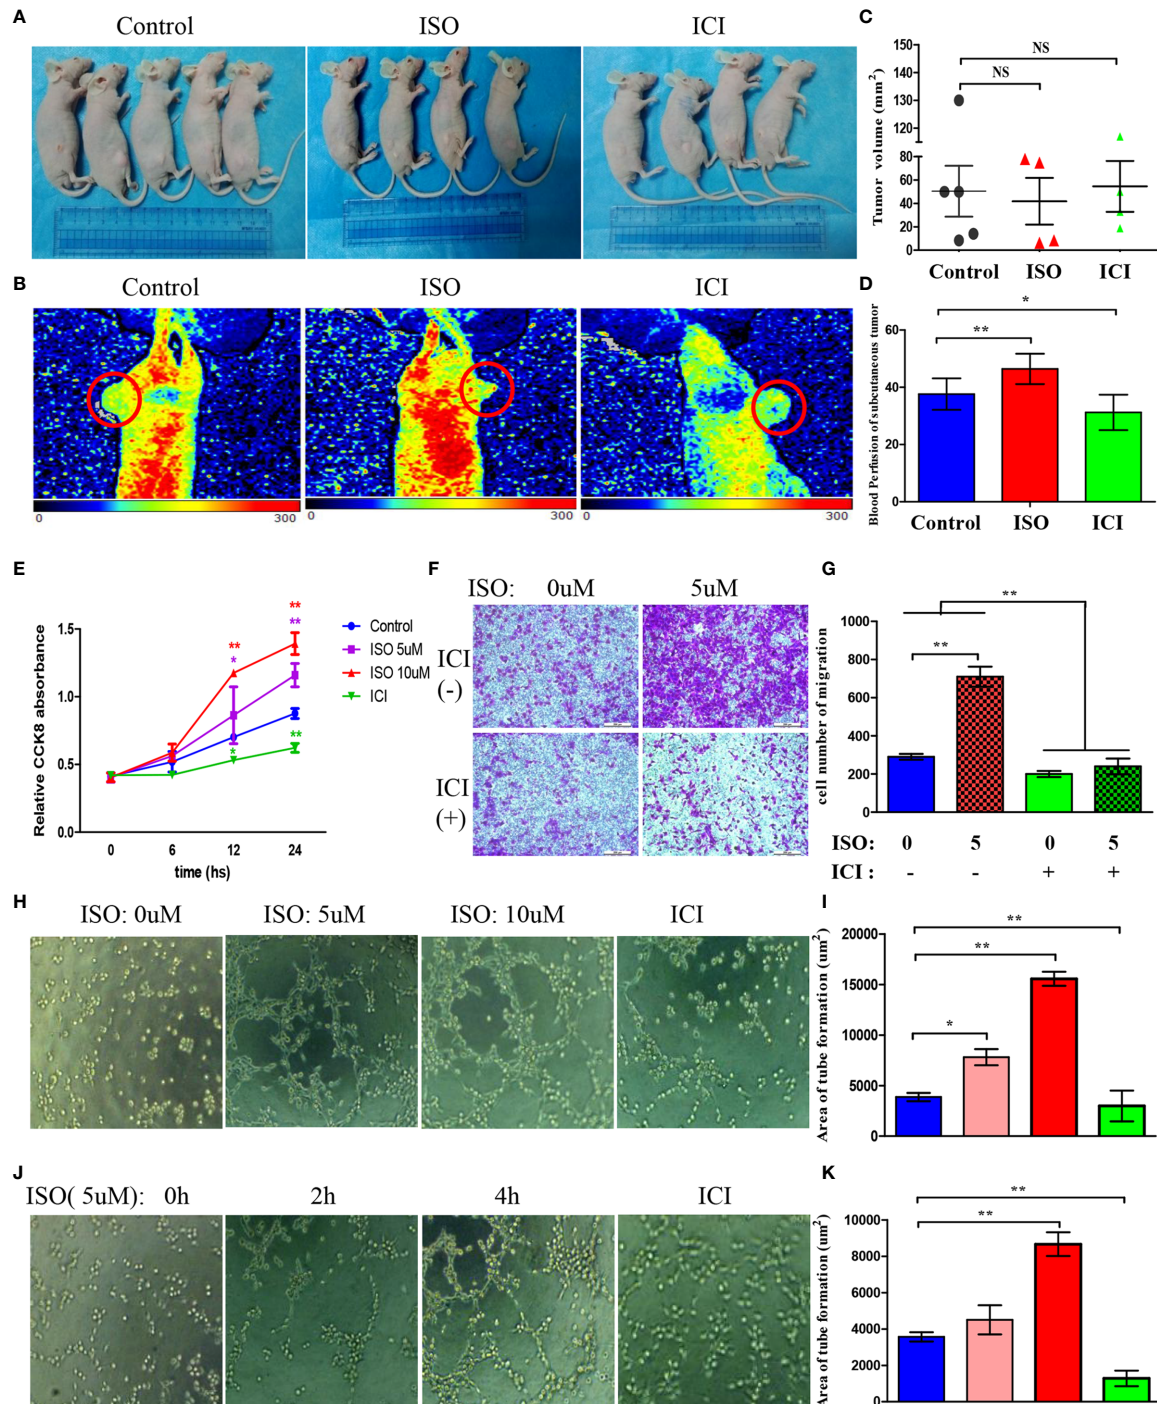 A
Control
ISO
ICI
C
Tumor volume (mm2)
150
140
130
120
80
60
40
20
0
NS
NS
Control
ISO
ICI
B
Control
ISO
ICI
0
300
0
300
0
300
D
Blood Perfusion of subcutaneous tumor
60
40
20
0
*
**
Control
ISO
ICI
E
Relative CCK8 absorbance
1.5
1.0
0.5
0.0
**
**
**
*
*
**
0
6
12
24
time (hs)
Control
ISO 5uM
ISO 10uM
ICI
F
ISO: 0uM 5uM
ICI
(-)
ICI
(+)
G
cell number of migration
1000
800
600
400
200
0
**
**
ISO: 0 5 0 5
ICI : - - + +
H
ISO: 0uM
ISO: 5uM
ISO: 10uM
ICI
I
Area of tube formation (um2)
20000
15000
10000
5000
0
**
**
*
J
ISO( 5uM): 0h
2h
4h
ICI
K
Area of tube formation (um2)
10000
8000
6000
4000
2000
0
**
**